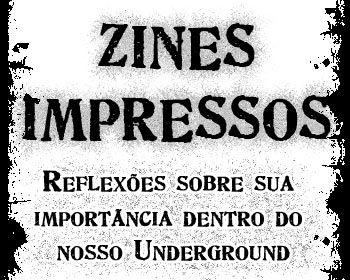 ZINES
IMPRESSOS
Reflexões sobre sua
importância dentro do
nosso Underground